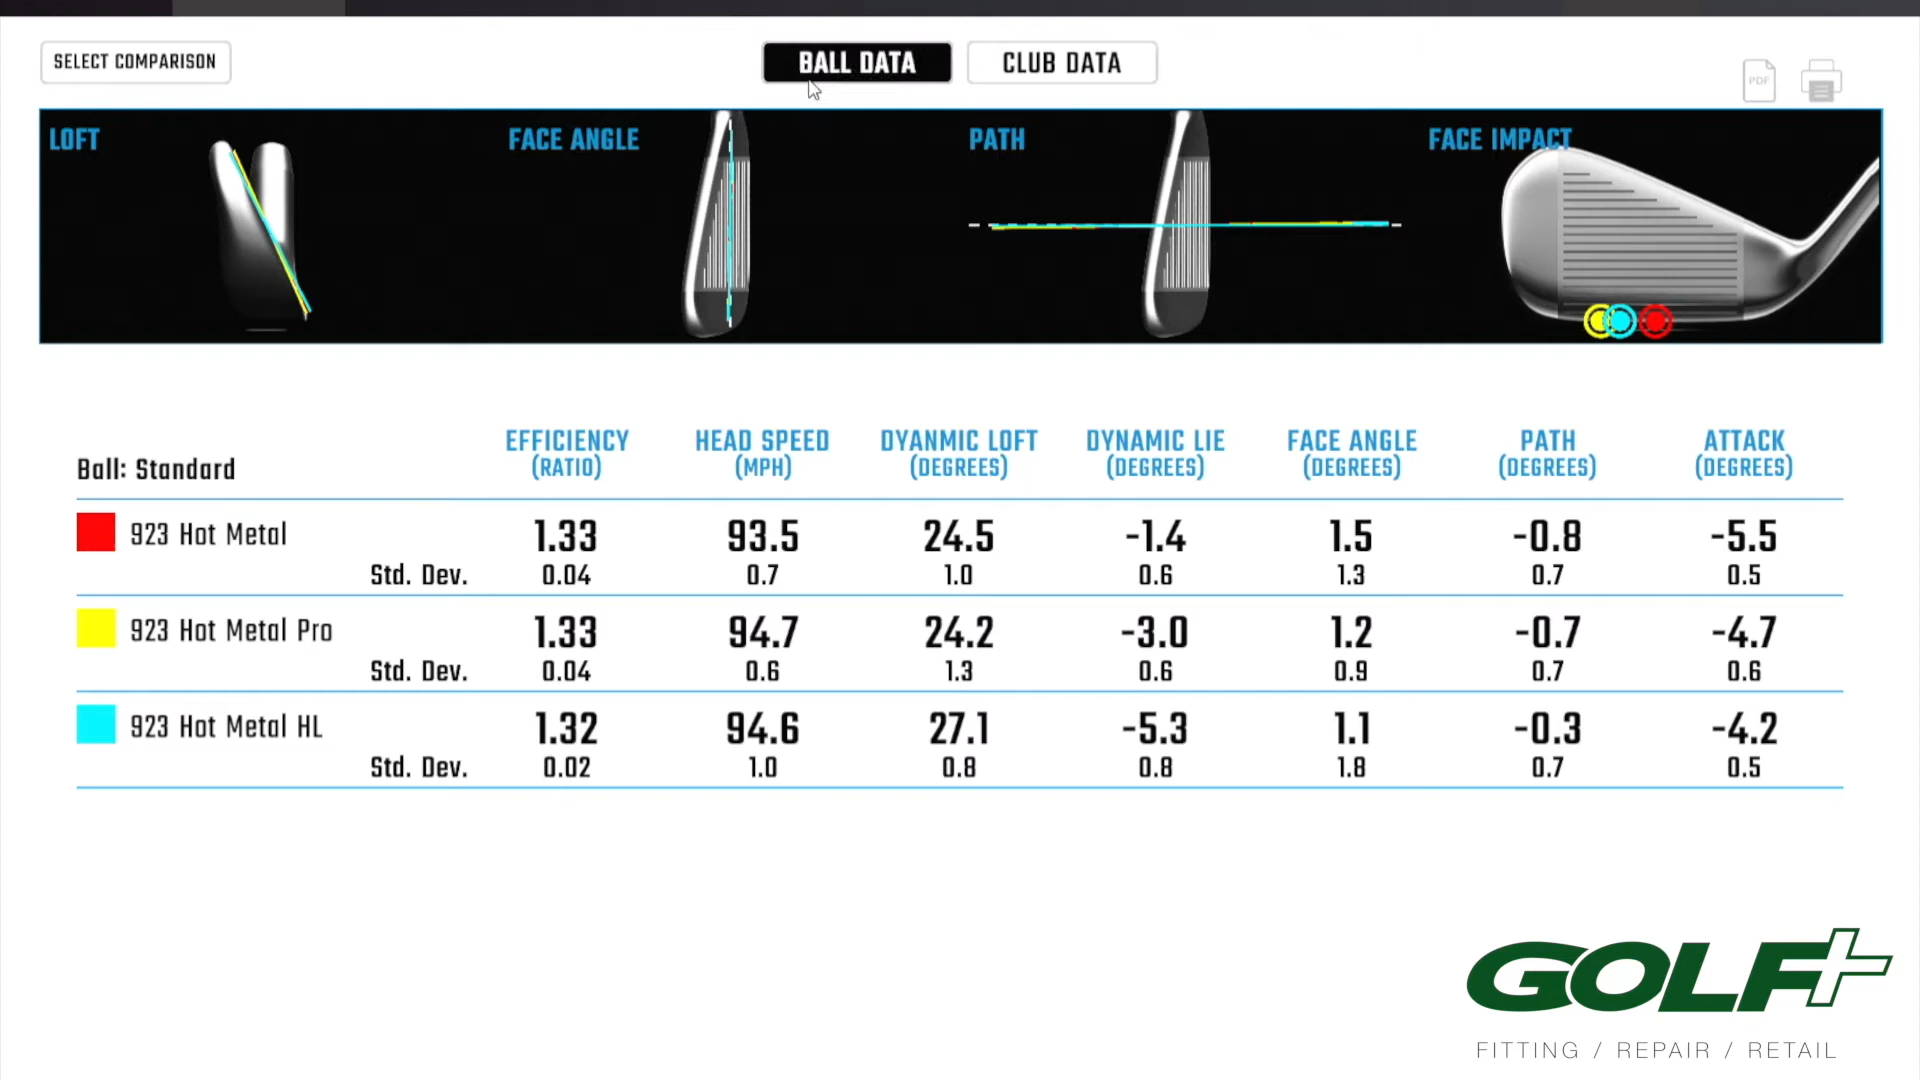 SELECT COMPARISON
BALL DATA
CLUB DATA
PDF
LOFT
FACE ANGLE
PATH
FACE IMPACT
Ball: Standard
EFFICIENCY (RATIO)
HEAD SPEED (MPH)
DYANMIC LOFT (DEGREES)
DYNAMIC LIE (DEGREES)
FACE ANGLE (DEGREES)
PATH (DEGREES)
ATTACK (DEGREES)
923 Hot Metal 1.33 93.5 24.5 -1.4 1.5 -0.8 -5.5
Std. Dev. 0.04 0.7 1.0 0.6 1.3 0.7 0.5
923 Hot Metal Pro 1.33 94.7 24.2 -3.0 1.2 -0.7 -4.7
Std. Dev. 0.04 0.6 1.3 0.6 0.9 0.7 0.6
923 Hot Metal HL 1.32 94.6 27.1 -5.3 1.1 -0.3 -4.2
Std. Dev. 0.02 1.0 0.8 0.8 1.8 0.7 0.5
GOLF+
FITTING / REPAIR / RETAIL